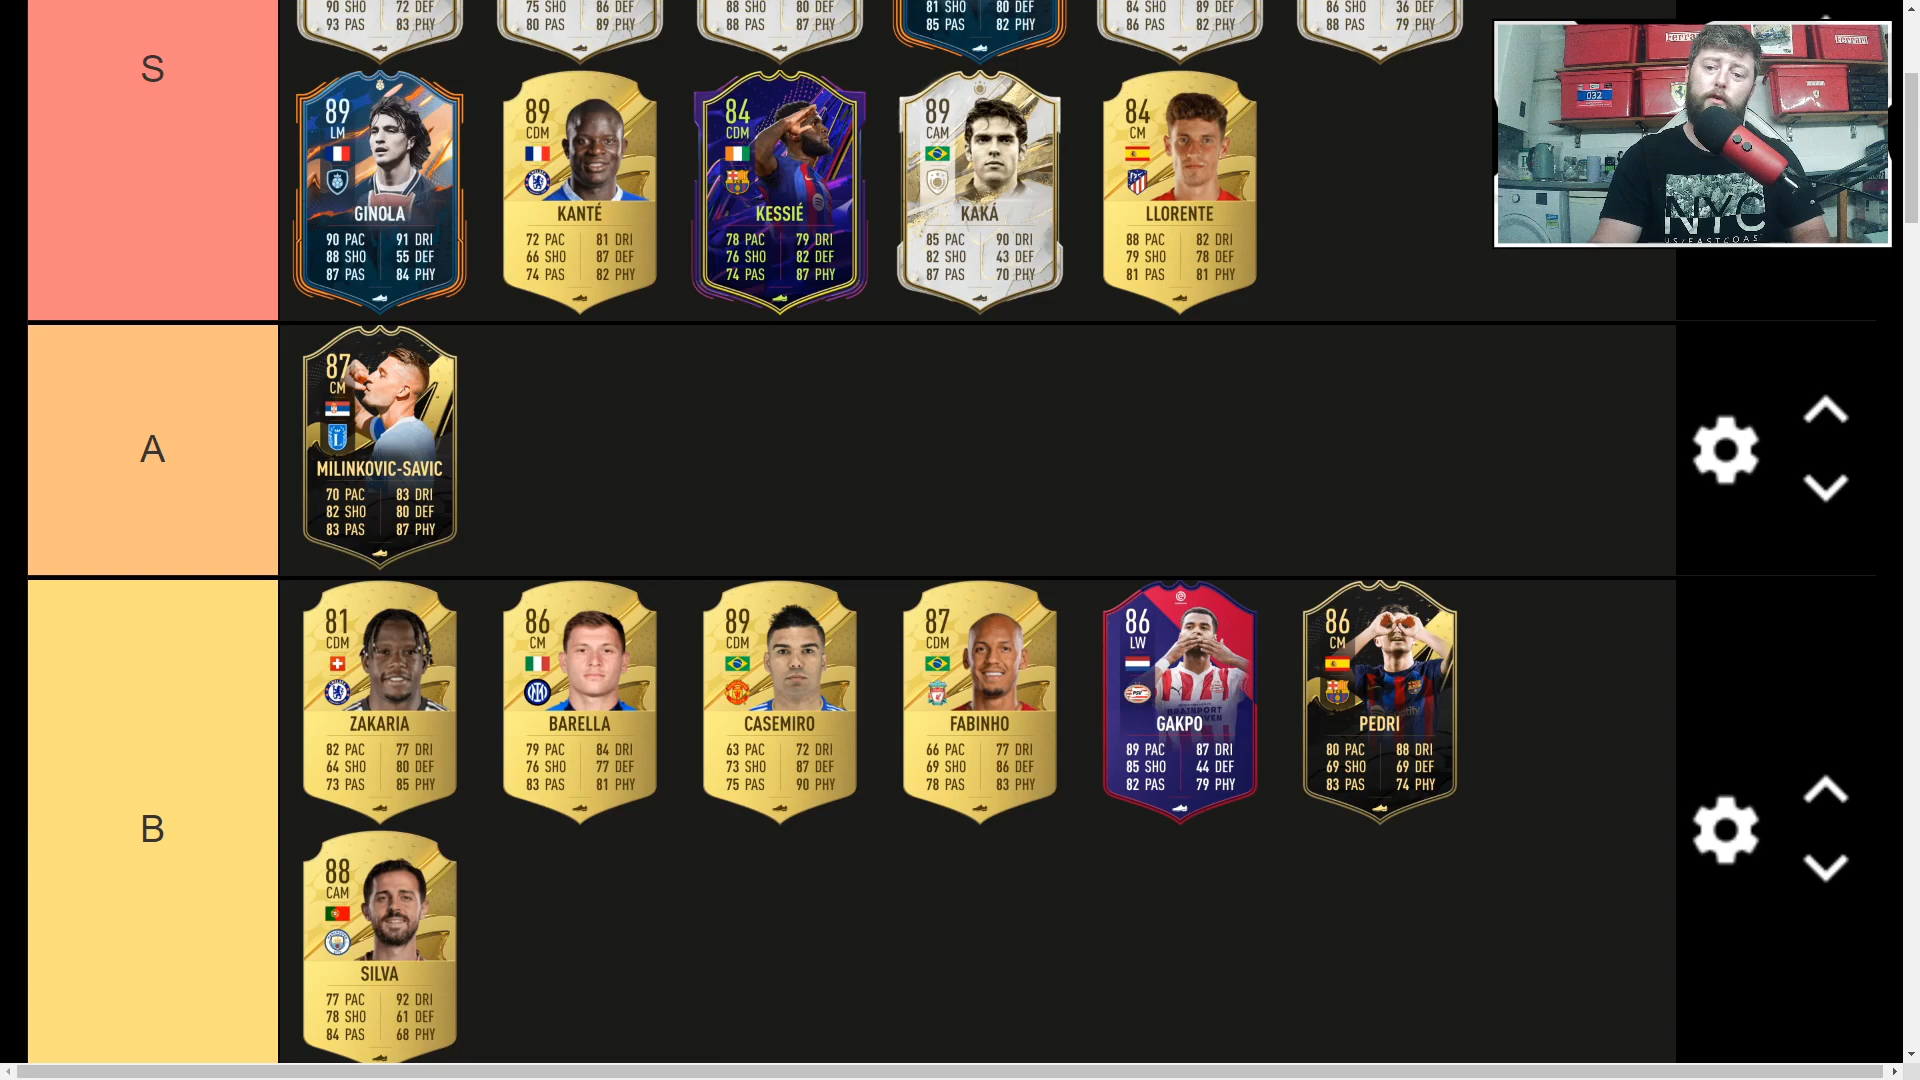 90 SHO 72 DEF
93 PAS 83 DEF
75 SHO 86 DEF
80 PAS 89 PHY
88 SHO 80 DEF
88 PAS 87 PHY
81 SHO 80 DEF
85 PAS 82 PHY
84 SHO 89 DEF
86 PAS 82 PHY
86 SHO 36 DEF
88 PAS 79 PHY
S
89
LM
GINOLA
90 PAC 91 DRI
88 SHO 55 DEF
87 PAS 84 PHY
89
CDM
KANTÉ
72 PAC 81 DRI
66 SHO 87 DEF
74 PAS 82 PHY
84
CDM
KESSIÉ
78 PAC 79 DRI
76 SHO 82 DEF
74 PAS 87 PHY
89
CAM
KAKÁ
85 PAC 90 DRI
82 SHO 43 DEF
87 PAS 70 PHY
84
CM
LLORENTE
88 PAC 82 DRI
79 SHO 78 DEF
81 PAS 81 PHY
Ferrari
Ferrari
032
NYC
US/EASTCOAS
A
87
CM
MILINKOVIC-SAVIC
70 PAC 83 DRI
82 SHO 80 DEF
83 PAS 87 PHY
B
81
CDM
ZAKARIA
82 PAC 77 DRI
64 SHO 80 DEF
73 PAS 85 PHY
86
CM
BARELLA
79 PAC 84 DRI
76 SHO 77 DEF
83 PAS 81 PHY
89
CDM
CASEMIRO
63 PAC 72 DRI
73 SHO 87 DEF
75 PAS 90 PHY
87
CDM
FABINHO
66 PAC 77 DRI
69 SHO 86 DEF
78 PAS 83 PHY
86
LW
PSV
BRAINPORT
GAKPO
89 PAC 87 DRI
85 SHO 44 DEF
82 PAS 79 PHY
86
CM
PEDRI
80 PAC 88 DRI
69 SHO 69 DEF
83 PAS 74 PHY
88
CAM
SILVA
77 PAC 92 DRI
78 SHO 61 DEF
84 PAS 68 PHY